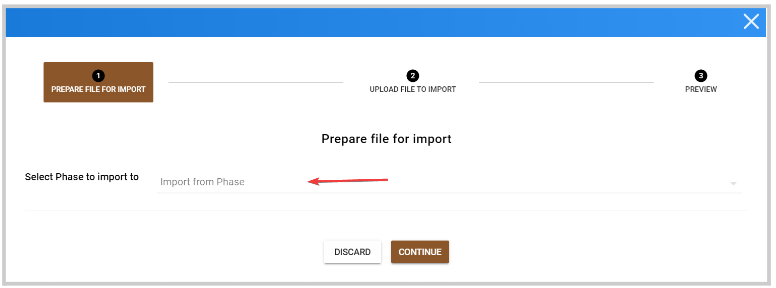 1
PREPARE FILE FOR IMPORT
2
UPLOAD FILE TO IMPORT
3
PREVIEW
Prepare file for import
Select Phase to import to
Import from Phase
DISCARD
CONTINUE